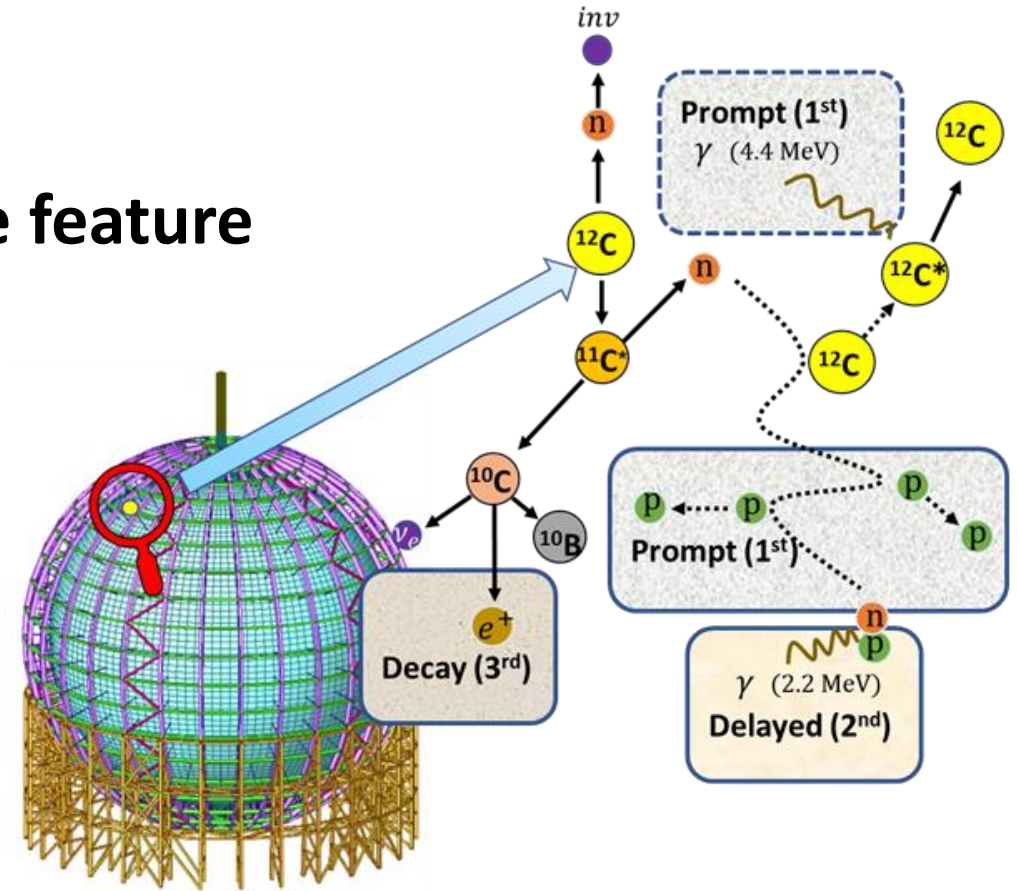 inv
n
Prompt (1ˢᵗ)
γ (4.4 MeV)
¹²C
e feature
¹²C
n
¹²C*
¹¹C*
¹²C
¹⁰C
p
p
p
νₑ
¹⁰B
Prompt (1ˢᵗ)
p
e⁺
n
p
Decay (3ʳᵈ)
γ (2.2 MeV)
Delayed (2ⁿᵈ)